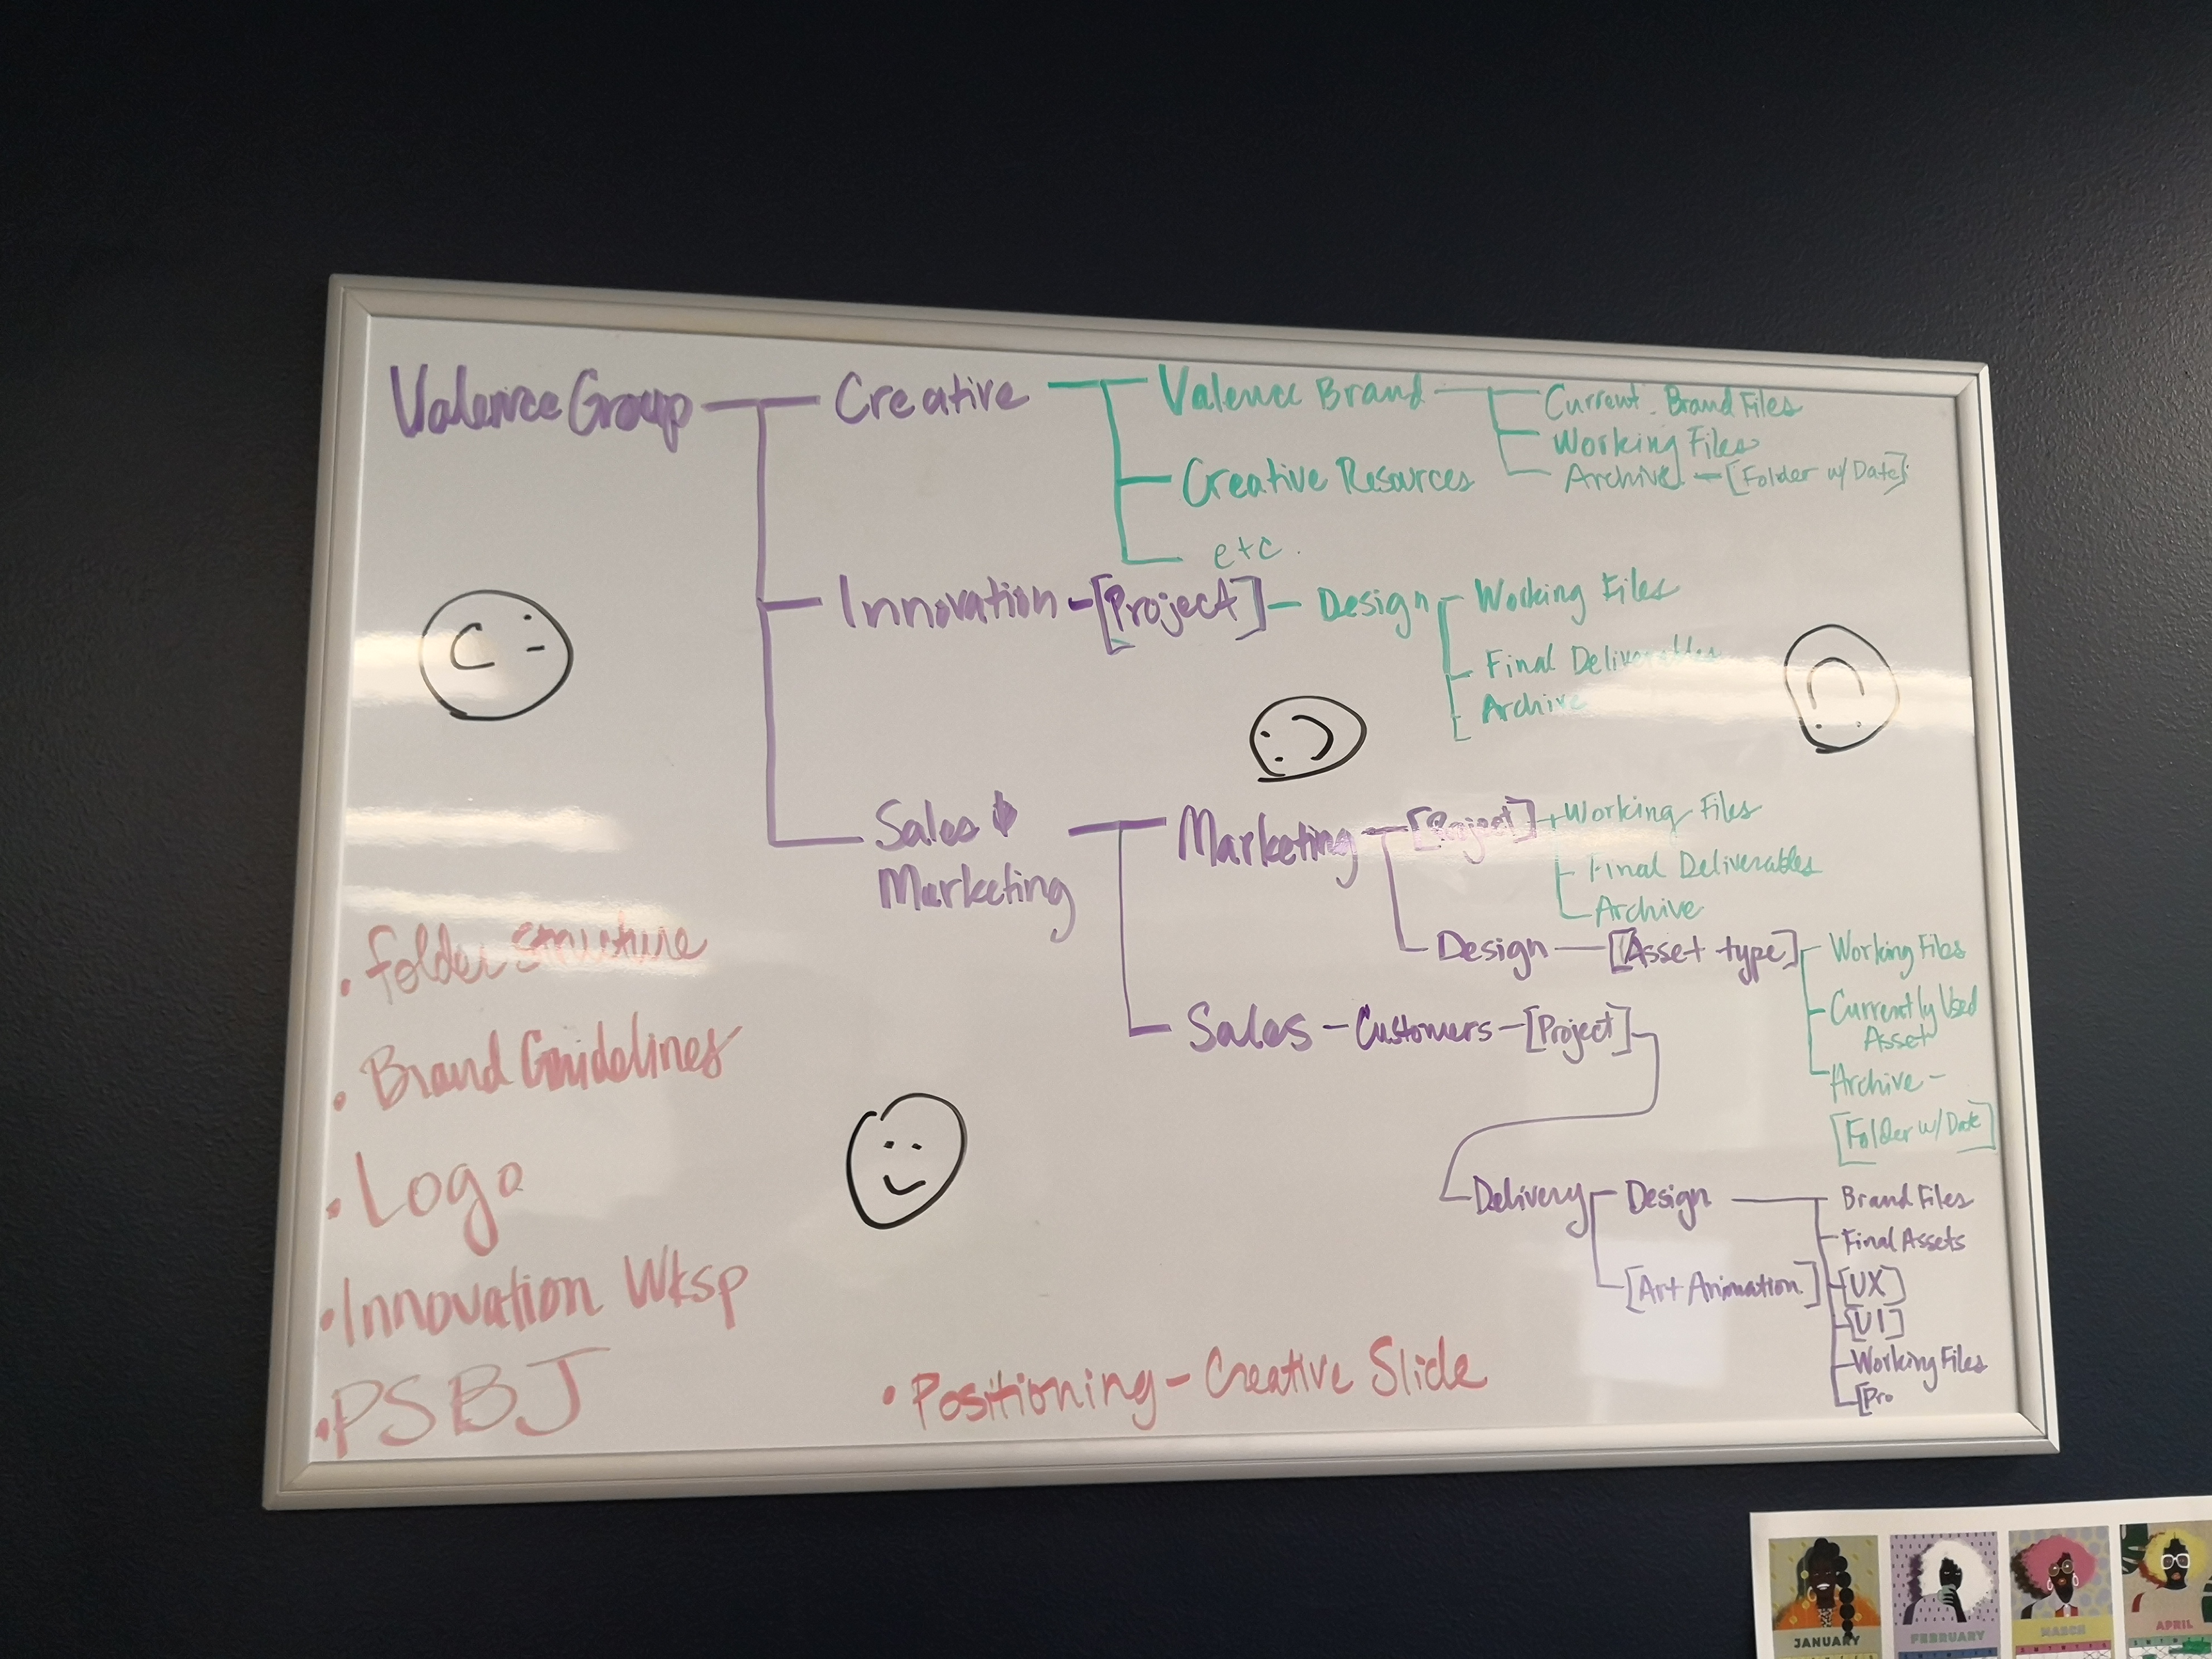 Valence Group
Creative
Valence Brand
Current Brand Files
Working Files
Archive - [Folder w/ Date]
Creative Resources
etc.
Innovation - [Project] - Design
Working Files
Final Deliverables
Archive
Sales &
Marketing
Marketing
[Project]
Working Files
Final Deliverables
Archive
Design - [Asset type]
Working Files
Currently Used
Asset
Archive -
[Folder w/ Date]
Sales - Customers - [Project]
Delivery
Design
Brand Files
Final Assets
[Art Animation]
[UX]
[UI]
Working Files
[Pro
• Folder structure
• Brand Guidelines
• Logo
• Innovation Wksp
• PSBJ
• Positioning - Creative Slide
JANUARY
FEBRUARY
MARCH
APRIL